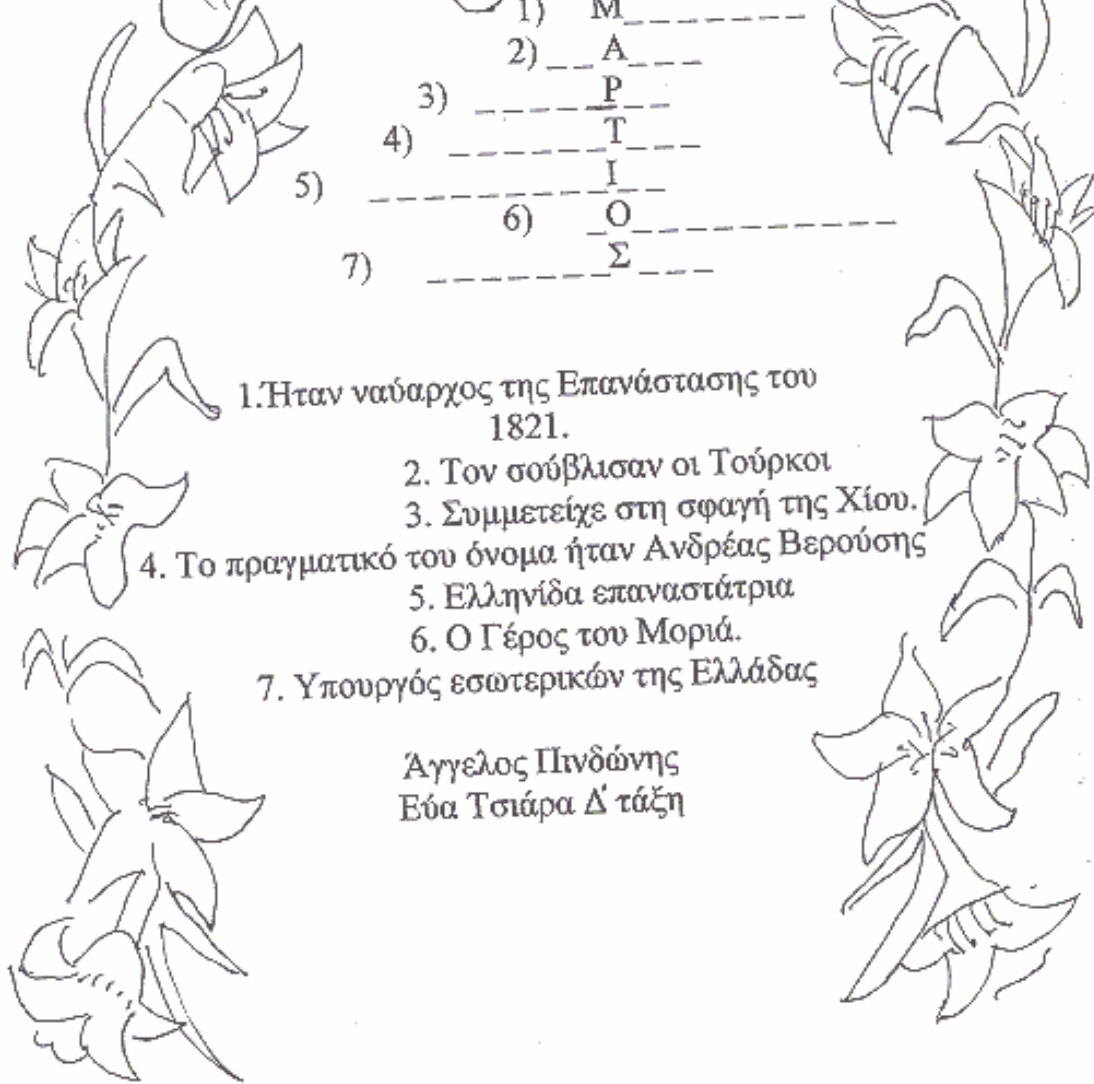 1) Μ_ _ _ _ _ _ _ _
2) _ _ Α_ _ _ _
3) _ _ _ _ _ _Ρ_ _
4) _ _ _ _ _ _Τ_ _ _
5) _ _ _ _ _ _ _ _ _Ι_ _
6) _Ο_ _ _ _ _ _ _ _ _ _ _
7) _ _ _ _ _ _ _Σ_ _ _
1.Ήταν ναύαρχος της Επανάστασης του
1821.
2. Τον σούβλισαν οι Τούρκοι
3. Συμμετείχε στη σφαγή της Χίου.
4. Το πραγματικό του όνομα ήταν Ανδρέας Βερούσης
5. Ελληνίδα επαναστάτρια
6. Ο Γέρος του Μοριά.
7. Υπουργός εσωτερικών της Ελλάδας
Άγγελος Πινδώνης
Εύα Τσιάρα Δ΄ τάξη